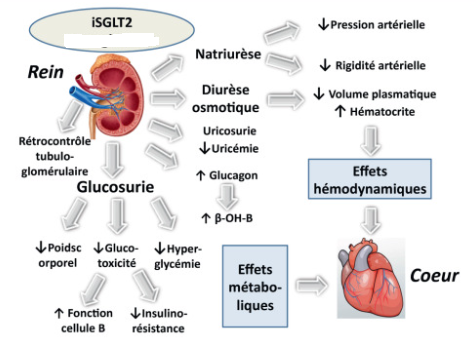 iSGLT2
Rein
Natriurèse
Diurèse
osmotique
Uricosurie
↓Uricémie
↑ Glucagon
↑ β-OH-B
Rétrocontrôle
tubulo-
glomérulaire
Glucosurie
↓Poidsc
orporel
↓Gluco-
toxicité
↓Hyper-
glycémie
↑ Fonction
cellule B
↓Insulino-
résistance
↓Pression artérielle
↓ Rigidité artérielle
↓ Volume plasmatique
↑ Hématocrite
Effets
hémodynamiques
Effets
métabo-
liques
Coeur